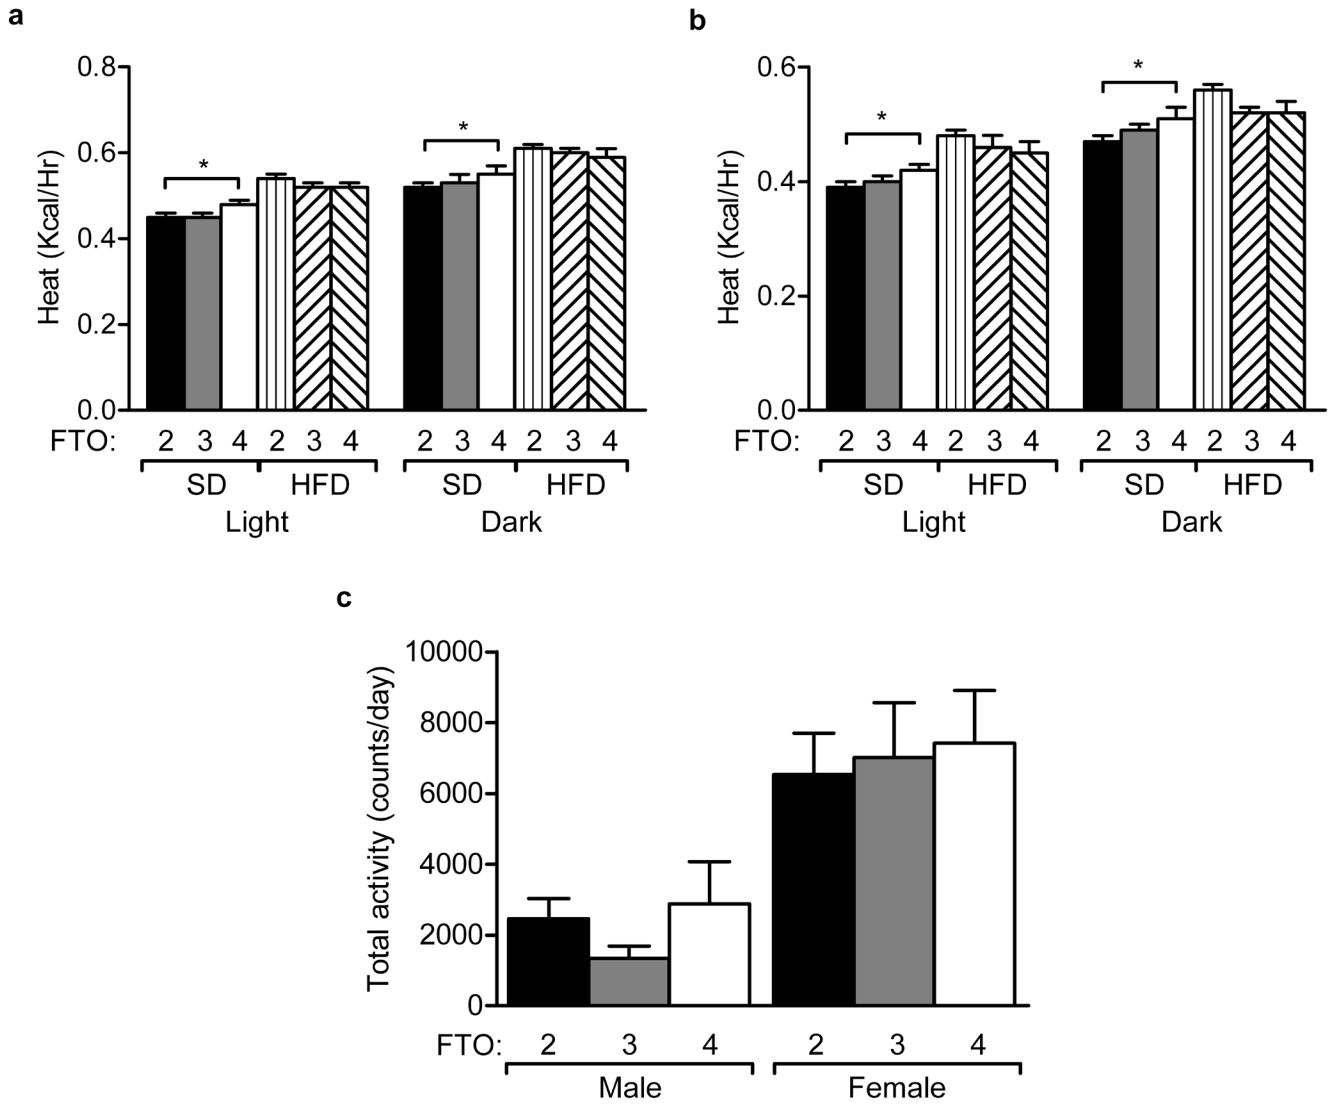 a
0.8
0.6
0.4
0.2
0.0
Heat (Kcal/Hr)
*
*
FTO: 2 3 4 2 3 4 2 3 4 2 3 4
SD HFD SD HFD
Light Dark
b
0.6
0.4
0.2
0.0
Heat (Kcal/Hr)
*
*
FTO: 2 3 4 2 3 4 2 3 4 2 3 4
SD HFD SD HFD
Light Dark
c
10000
8000
6000
4000
2000
0
Total activity (counts/day)
FTO: 2 3 4 2 3 4
Male Female